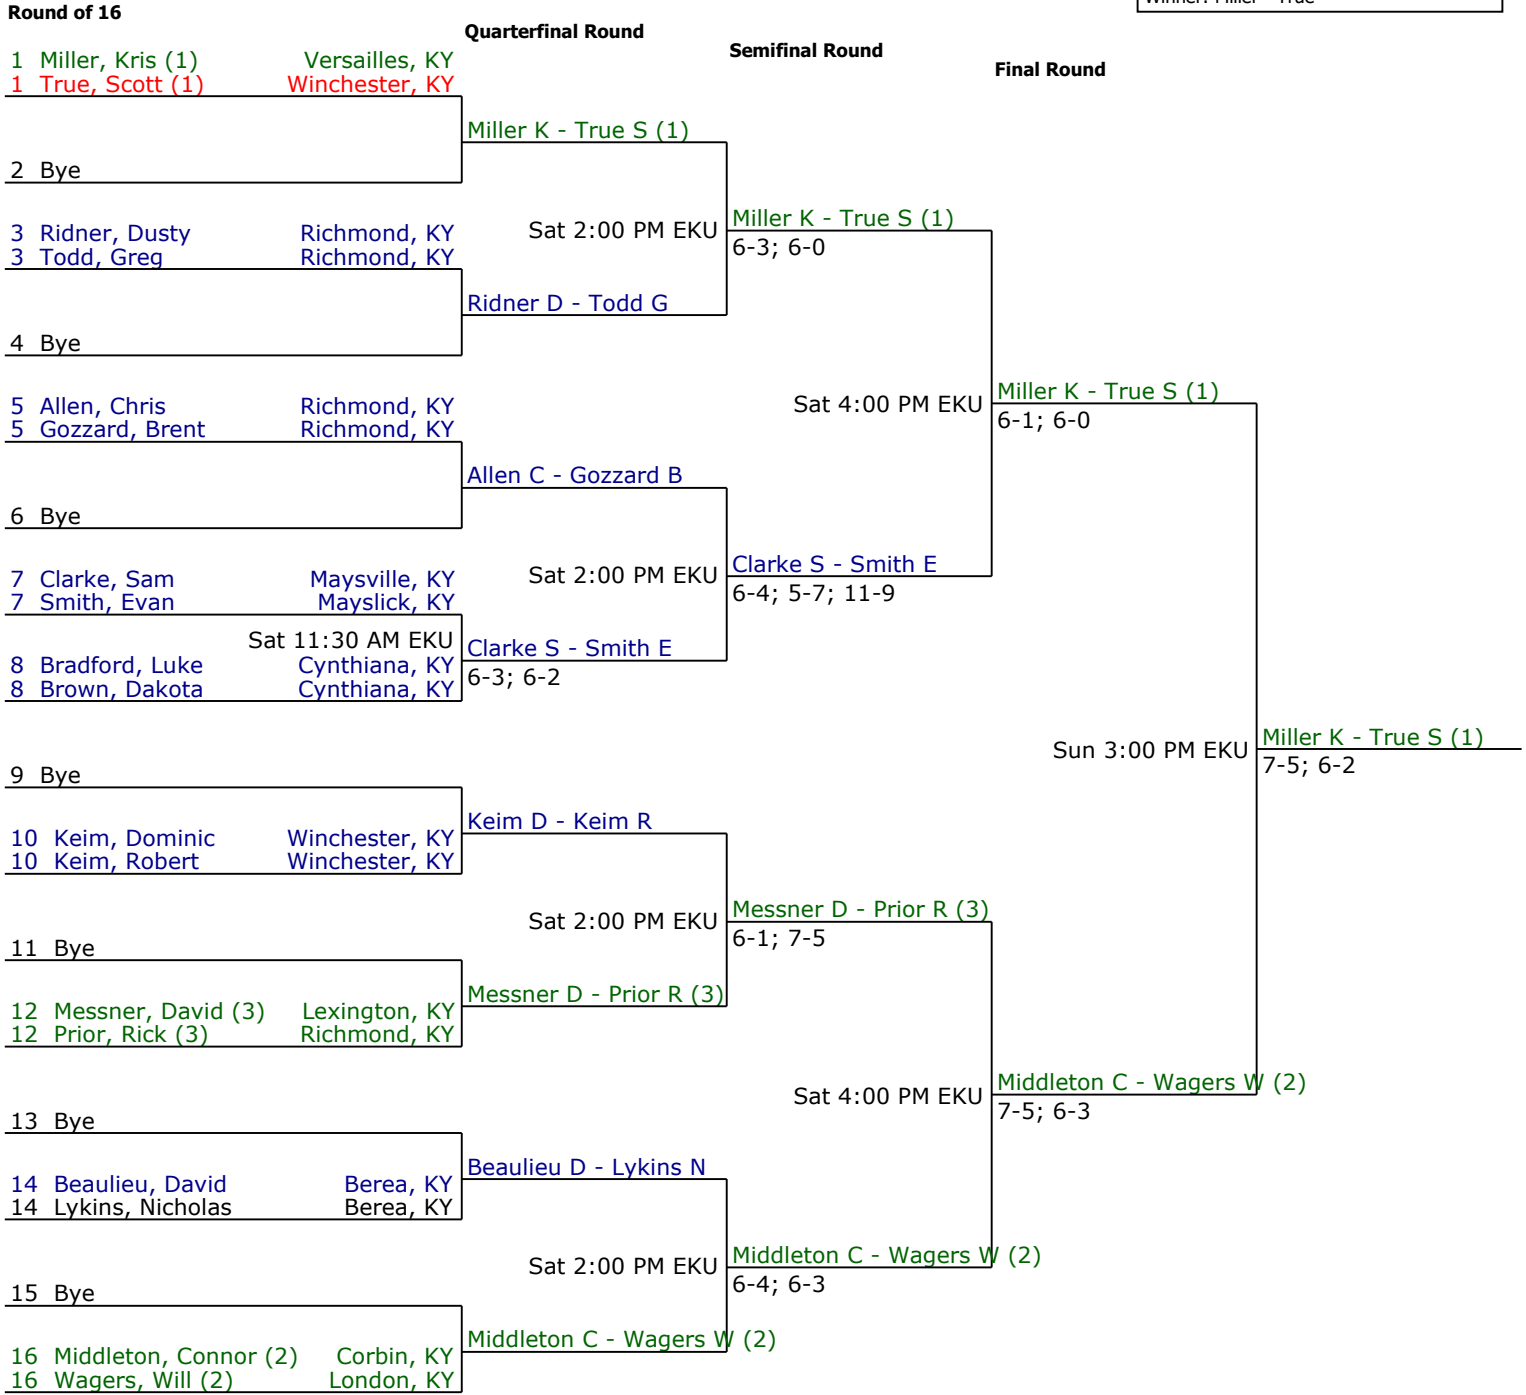 Winner: Miller - True
Round of 16
Quarterfinal Round
Semifinal Round
Final Round
1 Miller, Kris (1) Versailles, KY
1 True, Scott (1) Winchester, KY
2 Bye
3 Ridner, Dusty Richmond, KY
3 Todd, Greg Richmond, KY
4 Bye
5 Allen, Chris Richmond, KY
5 Gozzard, Brent Richmond, KY
6 Bye
7 Clarke, Sam Maysville, KY
7 Smith, Evan Mayslick, KY
Sat 11:30 AM EKU
8 Bradford, Luke Cynthiana, KY
8 Brown, Dakota Cynthiana, KY
9 Bye
10 Keim, Dominic Winchester, KY
10 Keim, Robert Winchester, KY
11 Bye
12 Messner, David (3) Lexington, KY
12 Prior, Rick (3) Richmond, KY
13 Bye
14 Beaulieu, David Berea, KY
14 Lykins, Nicholas Berea, KY
15 Bye
16 Middleton, Connor (2) Corbin, KY
16 Wagers, Will (2) London, KY
Miller K - True S (1)
Sat 2:00 PM EKU
Ridner D - Todd G
Allen C - Gozzard B
Sat 2:00 PM EKU
Clarke S - Smith E
6-3; 6-2
Keim D - Keim R
Sat 2:00 PM EKU
Messner D - Prior R (3)
Beaulieu D - Lykins N
Sat 2:00 PM EKU
Middleton C - Wagers W (2)
Miller K - True S (1)
6-3; 6-0
Sat 4:00 PM EKU
Clarke S - Smith E
6-4; 5-7; 11-9
Messner D - Prior R (3)
6-1; 7-5
Sat 4:00 PM EKU
Middleton C - Wagers W (2)
6-4; 6-3
Miller K - True S (1)
6-1; 6-0
Sun 3:00 PM EKU
Middleton C - Wagers W (2)
7-5; 6-3
Miller K - True S (1)
7-5; 6-2